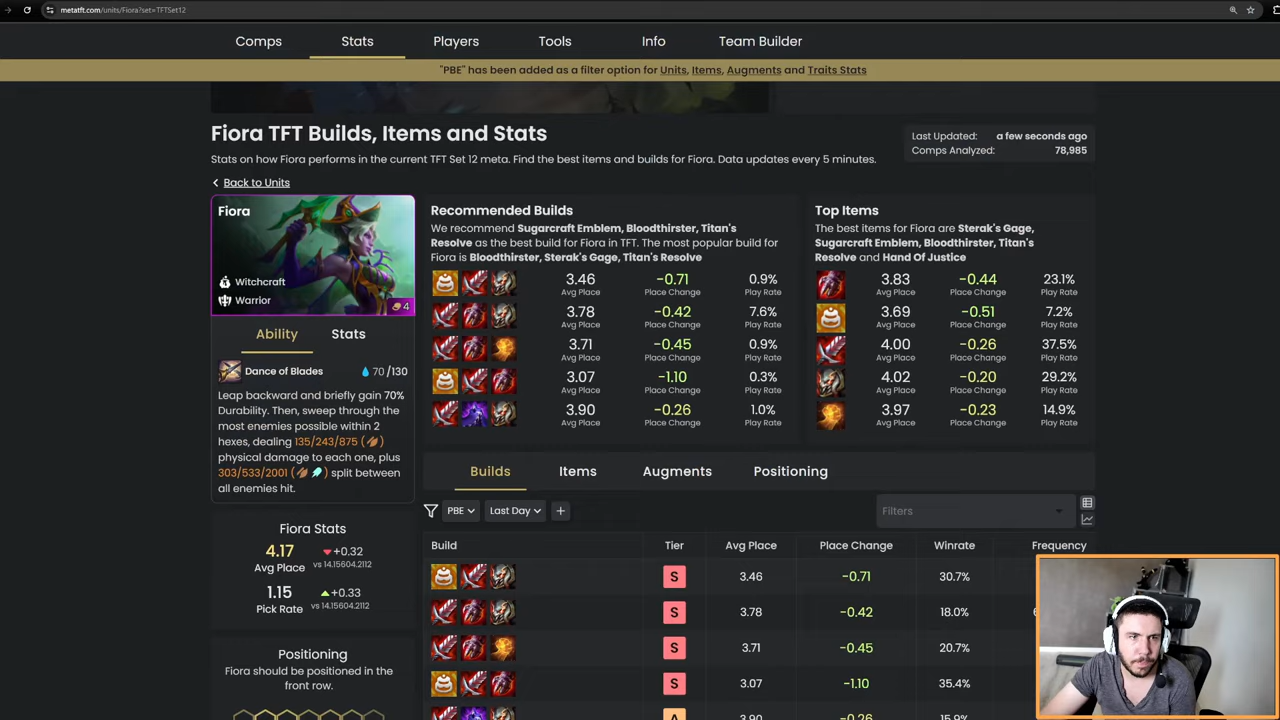 metatft.com/units/Fiora?set=TFTSet12
Comps
Stats
Players
Tools
Info
Team Builder
"PBE" has been added as a filter option for Units, Items, Augments and Traits Stats
Fiora TFT Builds, Items and Stats
Stats on how Fiora performs in the current TFT Set 12 meta. Find the best items and builds for Fiora. Data updates every 5 minutes.
Last Updated: a few seconds ago
Comps Analyzed: 78,985
Back to Units
Fiora
Witchcraft
Warrior
4
Ability
Stats
Dance of Blades
70 /130
Leap backward and briefly gain 70%
Durability. Then, sweep through the
most enemies possible within 2
hexes, dealing 135/243/875 ( )
physical damage to each one, plus
303/533/2001 ( ) split between
all enemies hit.
Fiora Stats
4.17 +0.32
Avg Place vs 14.15604.2112
1.15 +0.33
Pick Rate vs 14.15604.2112
Positioning
Fiora should be positioned in the
front row.
Recommended Builds
We recommend Sugarcraft Emblem, Bloodthirster, Titan's
Resolve as the best build for Fiora in TFT. The most popular build for
Fiora is Bloodthirster, Sterak's Gage, Titan's Resolve
3.46 -0.71 0.9%
Avg Place Place Change Play Rate
3.78 -0.42 7.6%
Avg Place Place Change Play Rate
3.71 -0.45 0.9%
Avg Place Place Change Play Rate
3.07 -1.10 0.3%
Avg Place Place Change Play Rate
3.90 -0.26 1.0%
Avg Place Place Change Play Rate
Top Items
The best items for Fiora are Sterak's Gage,
Sugarcraft Emblem, Bloodthirster, Titan's
Resolve and Hand Of Justice
3.83 -0.44 23.1%
Avg Place Place Change Play Rate
3.69 -0.51 7.2%
Avg Place Place Change Play Rate
4.00 -0.26 37.5%
Avg Place Place Change Play Rate
4.02 -0.20 29.2%
Avg Place Place Change Play Rate
3.97 -0.23 14.9%
Avg Place Place Change Play Rate
Builds
Items
Augments
Positioning
PBE
Last Day
+
Filters
Build Tier Avg Place Place Change Winrate Frequency
S 3.46 -0.71 30.7%
S 3.78 -0.42 18.0%
S 3.71 -0.45 20.7%
S 3.07 -1.10 35.4%
A 3.90 -0.26 15.9%